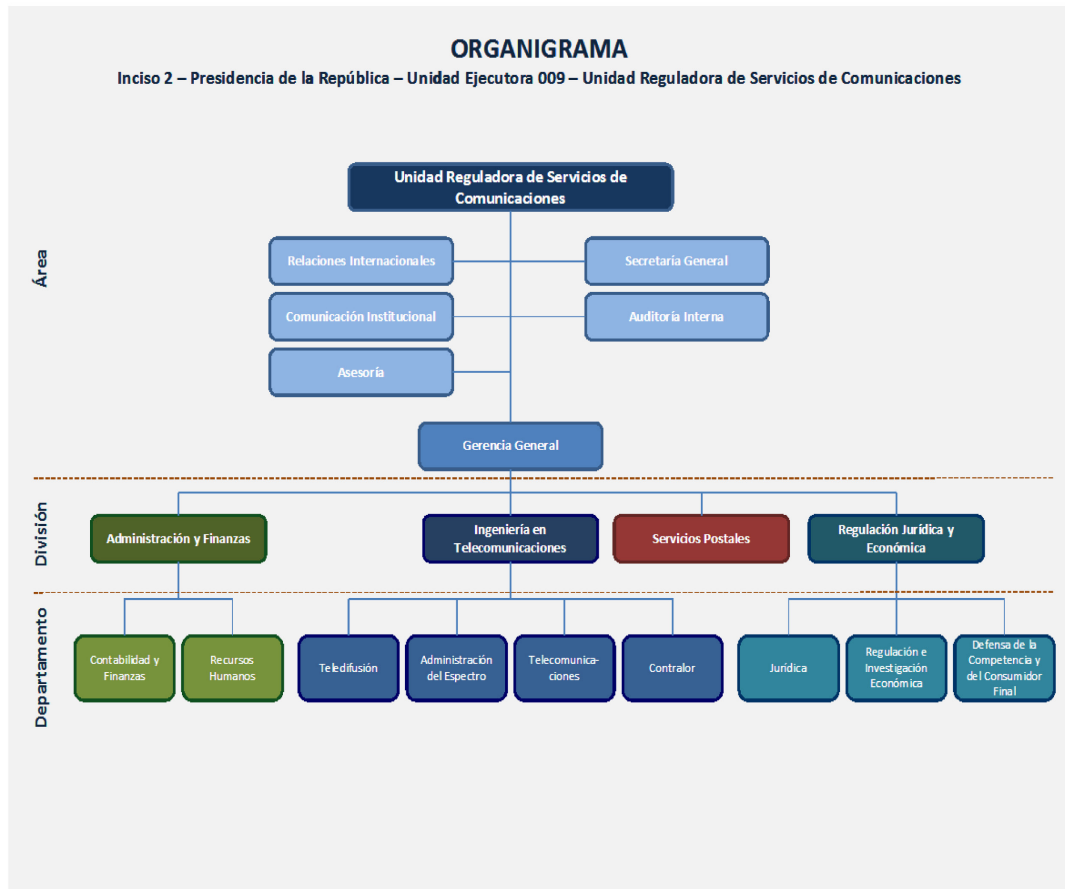 ORGANIGRAMA
Inciso 2 – Presidencia de la República – Unidad Ejecutora 009 – Unidad Reguladora de Servicios de Comunicaciones
Área
Unidad Reguladora de Servicios de
Comunicaciones
Relaciones Internacionales
Secretaría General
Comunicación Institucional
Auditoría Interna
Asesoría
Gerencia General
División
Administración y Finanzas
Ingeniería en
Telecomunicaciones
Servicios Postales
Regulación Jurídica y
Económica
Departamento
Contabilidad y
Finanzas
Recursos
Humanos
Teledifusión
Administración
del Espectro
Telecomunica-
ciones
Contralor
Jurídica
Regulación e
Investigación
Económica
Defensa de la
Competencia y
del Consumidor
Final